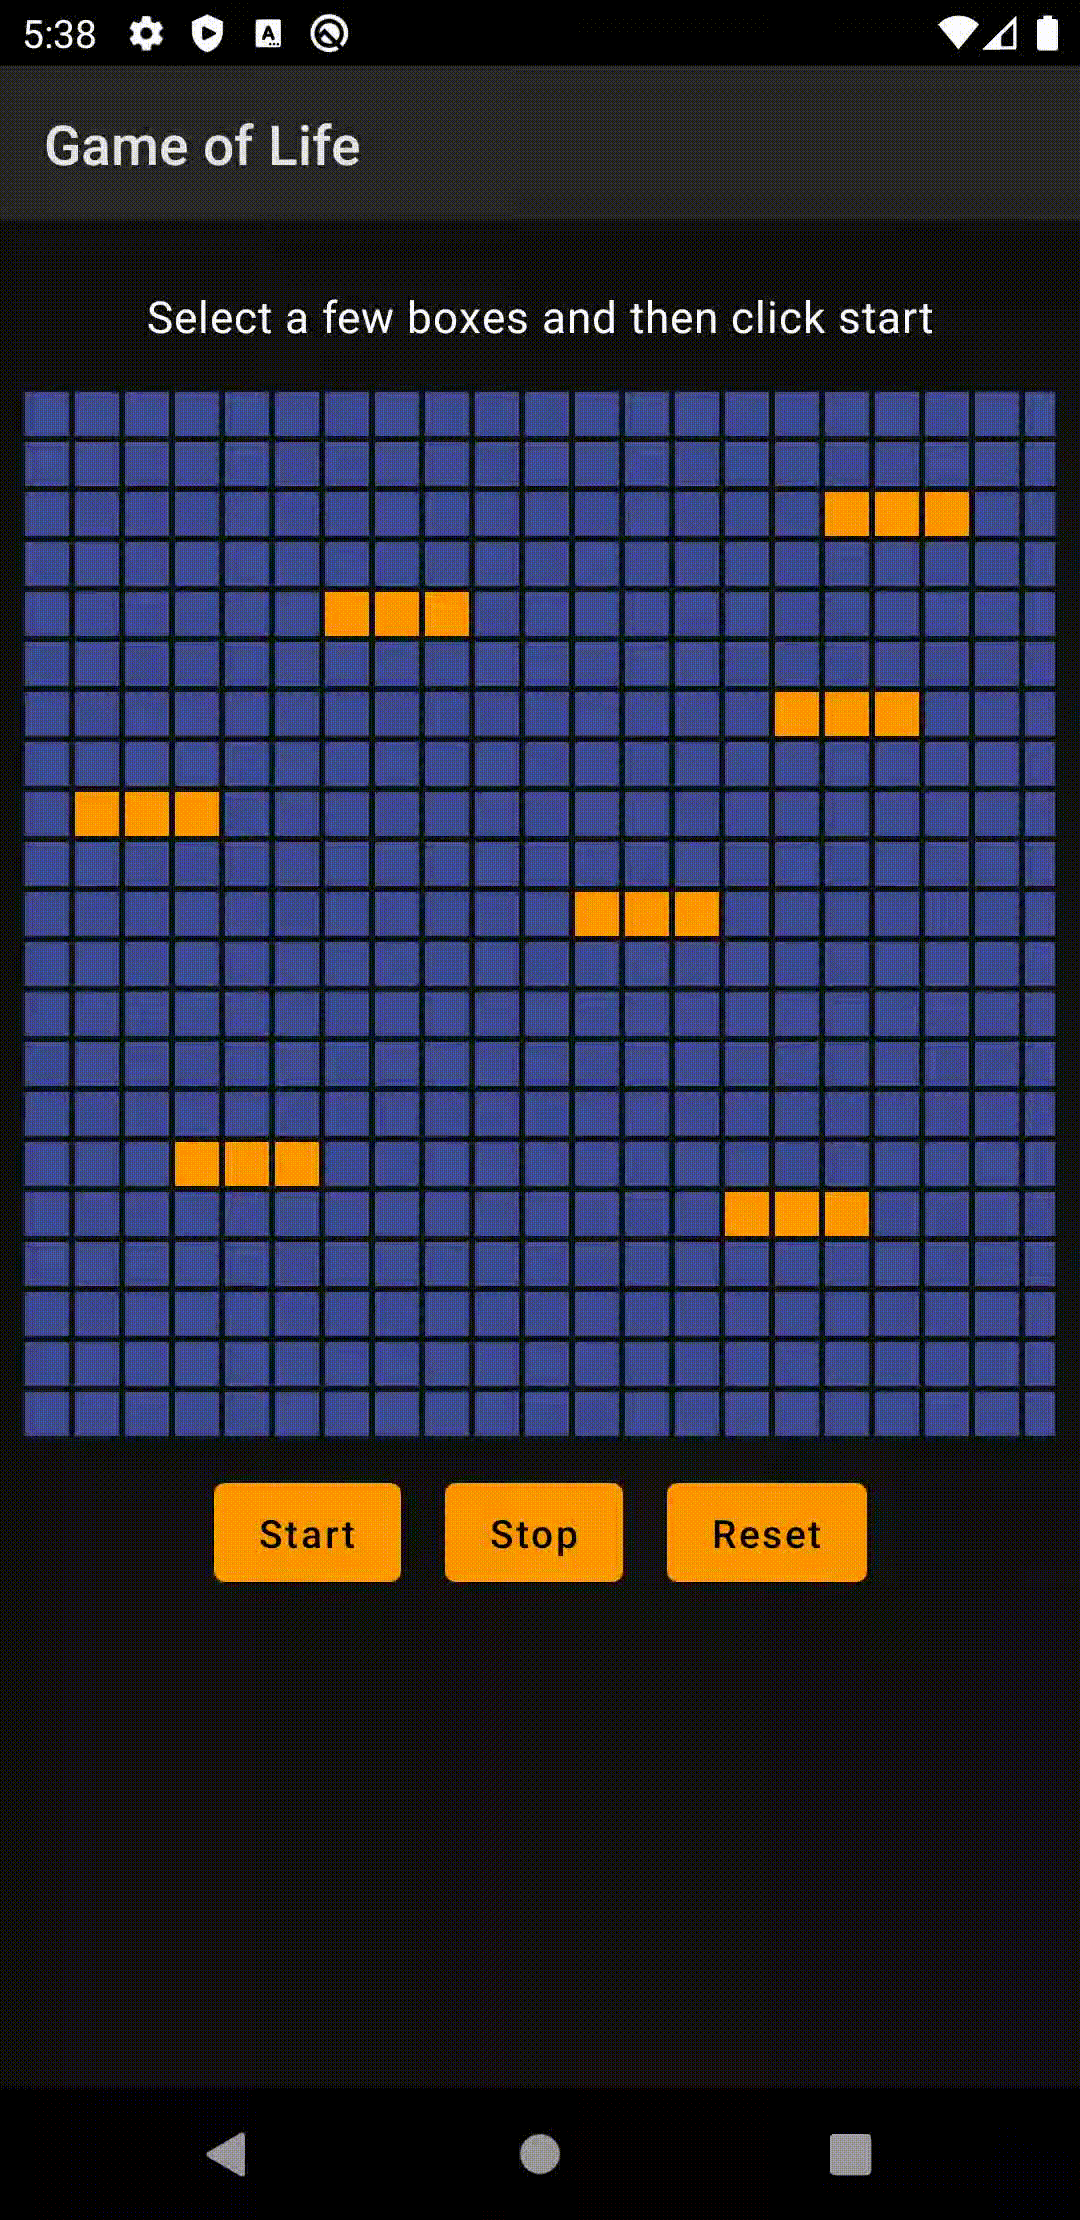 5:38
A
Game of Life
Select a few boxes and then click start
Start Stop Reset